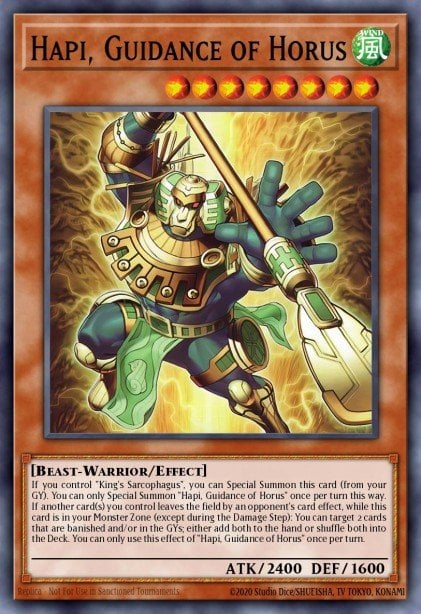 HAPI, GUIDANCE OF HORUS
WIND
風
[BEAST-WARRIOR/EFFECT]
If you control "King's Sarcophagus", you can Special Summon this card (from your
GY). You can only Special Summon "Hapi, Guidance of Horus" once per turn this way.
If another card(s) you control leaves the field by an opponent's card effect, while this
card is in your Monster Zone (except during the Damage Step): You can target 2 cards
that are banished and/or in the GYs; either add both to the hand or shuffle both into
the Deck. You can only use this effect of "Hapi, Guidance of Horus" once per turn.
ATK/2400 DEF/1600
Replica - Not For Use in Sanctioned Tournaments ©2020 Studio Dice/SHUEISHA, TV TOKYO, KONAMI